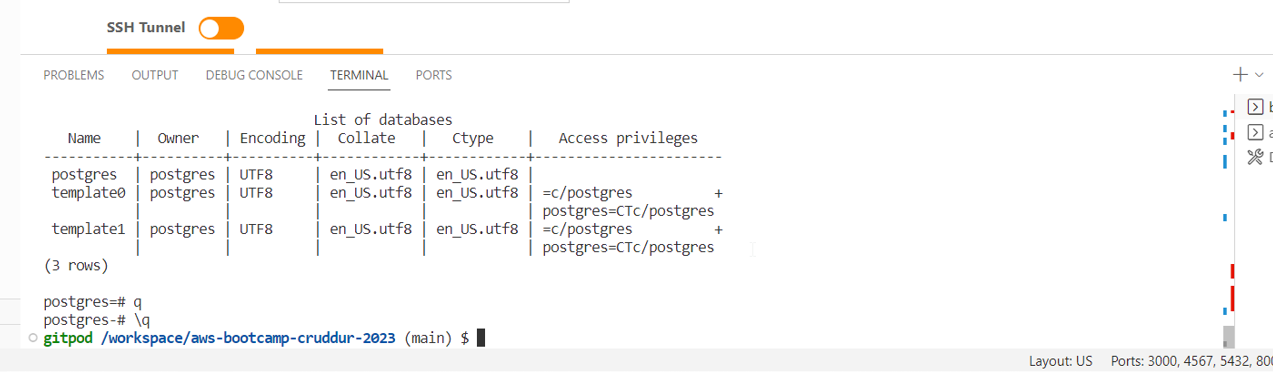 SSH Tunnel
PROBLEMS OUTPUT DEBUG CONSOLE TERMINAL PORTS
List of databases
Name | Owner | Encoding | Collate | Ctype | Access privileges
-----------+----------+----------+------------+------------+-----------------------
postgres | postgres | UTF8 | en_US.utf8 | en_US.utf8 |
template0 | postgres | UTF8 | en_US.utf8 | en_US.utf8 | =c/postgres +
| | | | | postgres=CTc/postgres
template1 | postgres | UTF8 | en_US.utf8 | en_US.utf8 | =c/postgres +
| | | | | postgres=CTc/postgres
(3 rows)
postgres=# q
postgres-# \q
gitpod /workspace/aws-bootcamp-cruddur-2023 (main) $
Layout: US Ports: 3000, 4567, 5432,